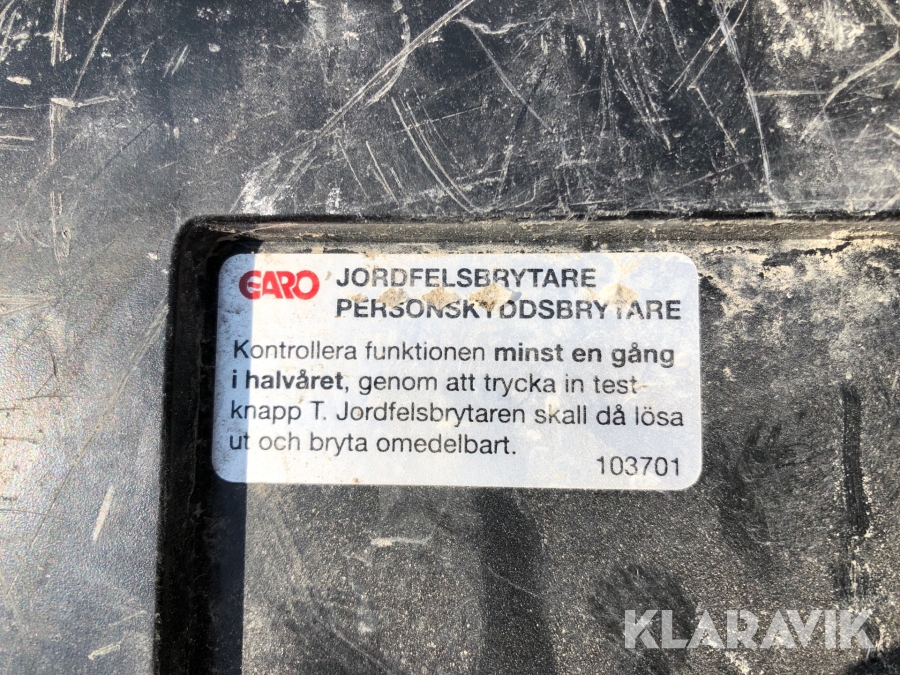 GARO JORDFELSBRYTARE
PERSONSKYDDSBRYTARE
Kontrollera funktionen minst en gång
i halvåret, genom att trycka in test-
knapp T. Jordfelsbrytaren skall då lösa
ut och bryta omedelbart.
103701
KLARAVIK